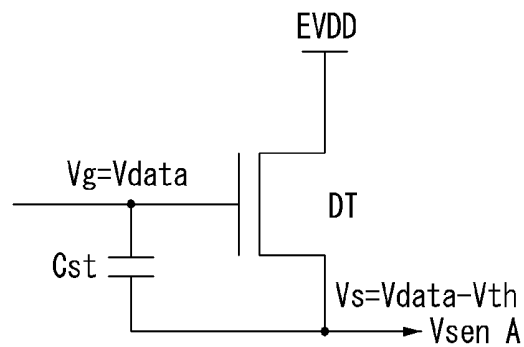 EVDD
Vg=Vdata
DT
Cst
Vs=Vdata-Vth
Vsen A